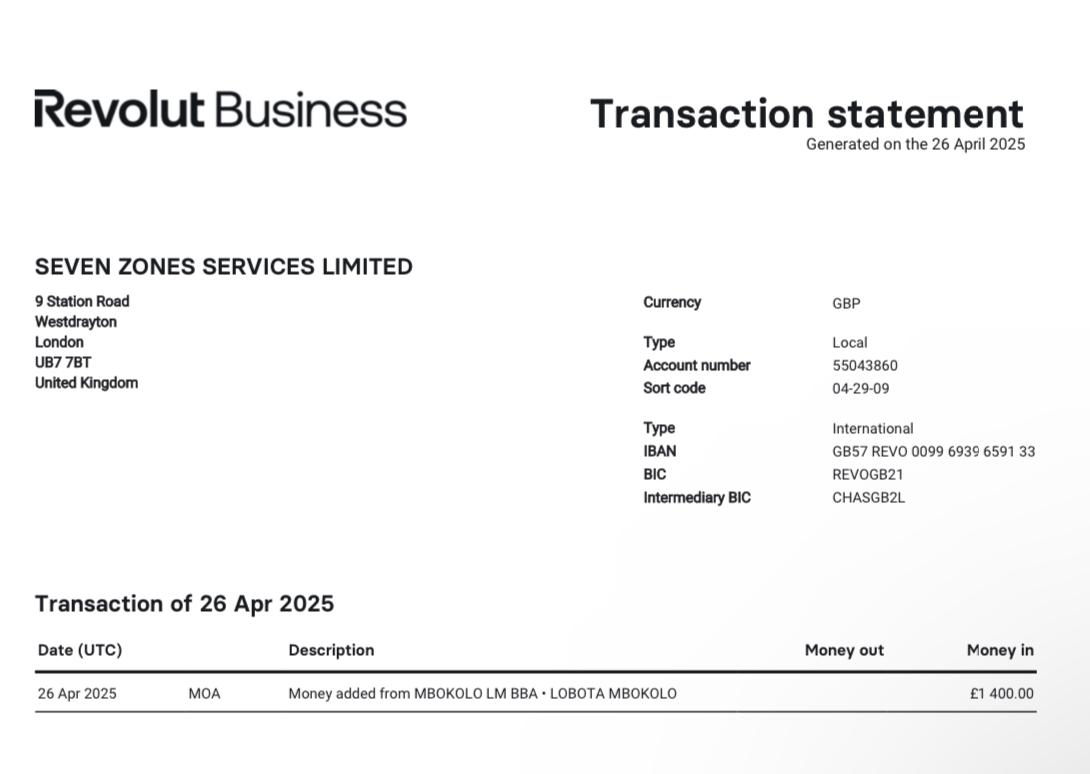 Revolut Business
Transaction statement
Generated on the 26 April 2025
SEVEN ZONES SERVICES LIMITED
9 Station Road
Westdrayton
London
UB7 7BT
United Kingdom
Currency GBP
Type Local
Account number 55043860
Sort code 04-29-09
Type International
IBAN GB57 REVO 0099 6939 6591 33
BIC REVOGB21
Intermediary BIC CHASGB2L
Transaction of 26 Apr 2025
Date (UTC) Description Money out Money in
26 Apr 2025 MOA Money added from MBOKOLO LM BBA • LOBOTA MBOKOLO £1 400.00